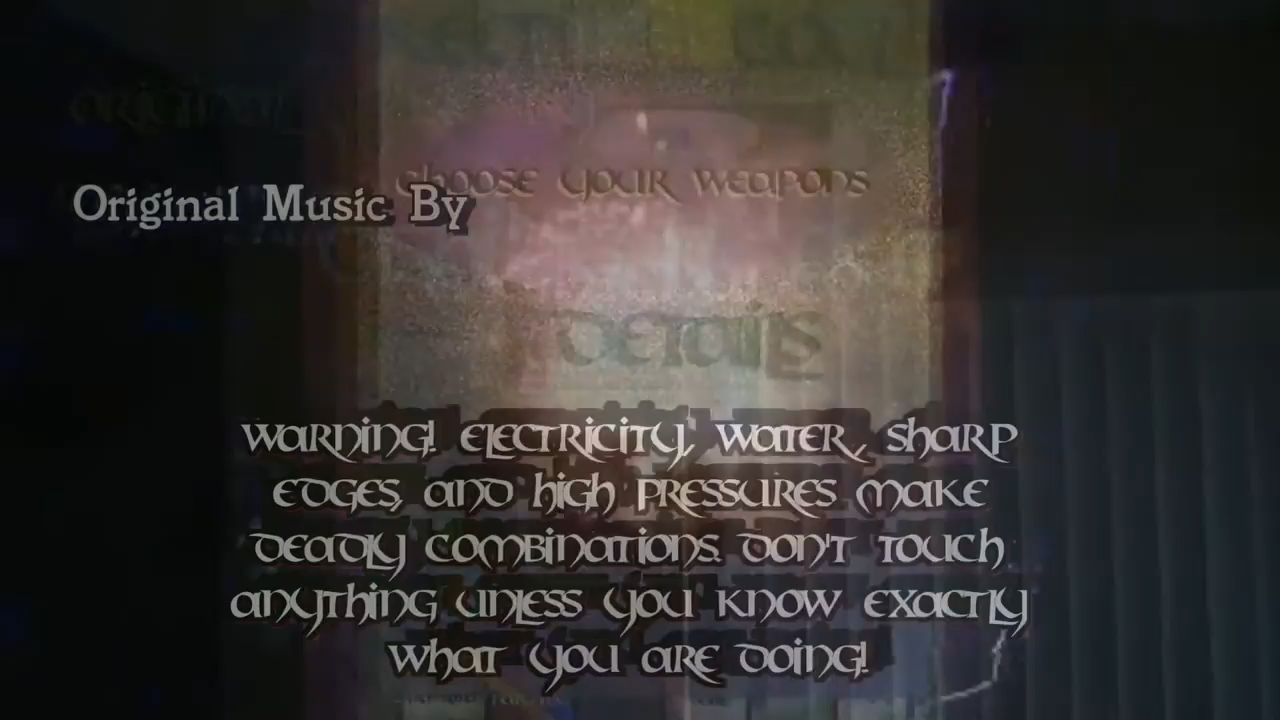 Original
choose your weapons
Original Music By
Details
Warning! Electricity, water, sharp
edges, and high pressures make
deadly combinations. Don't touch
anything unless you know exactly
what you are doing!